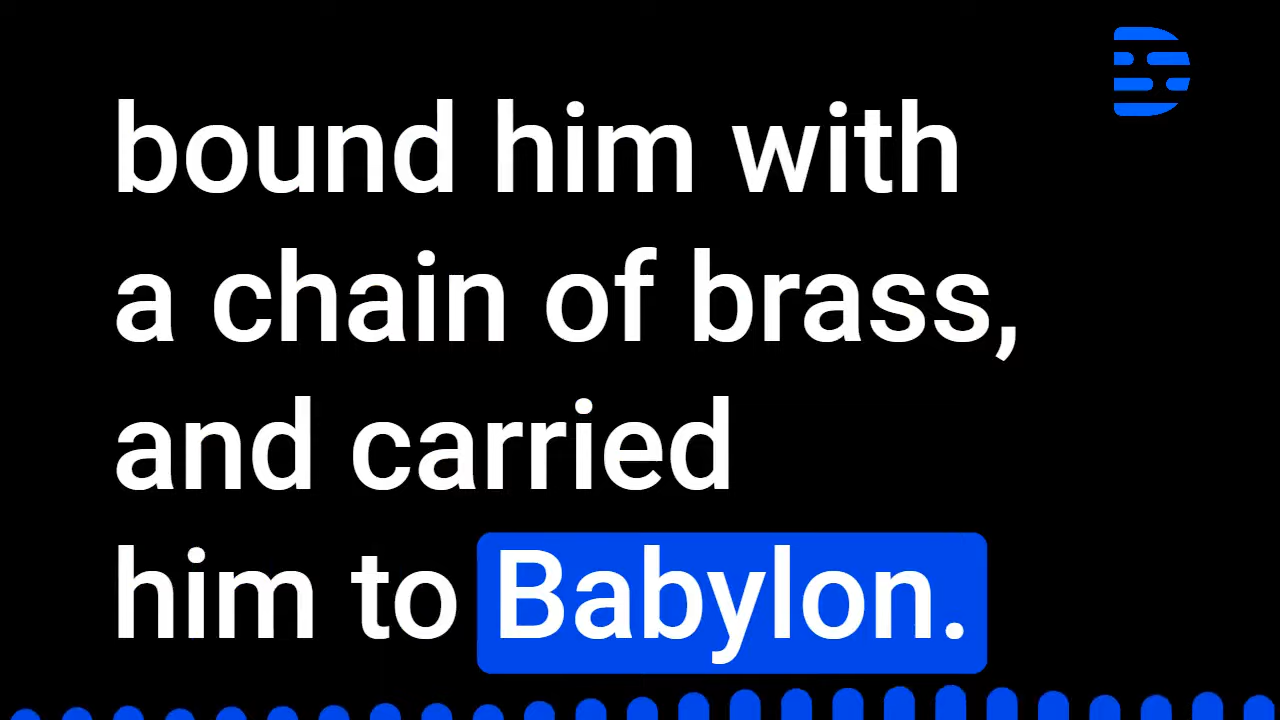 bound him with
a chain of brass,
and carried
him to Babylon.